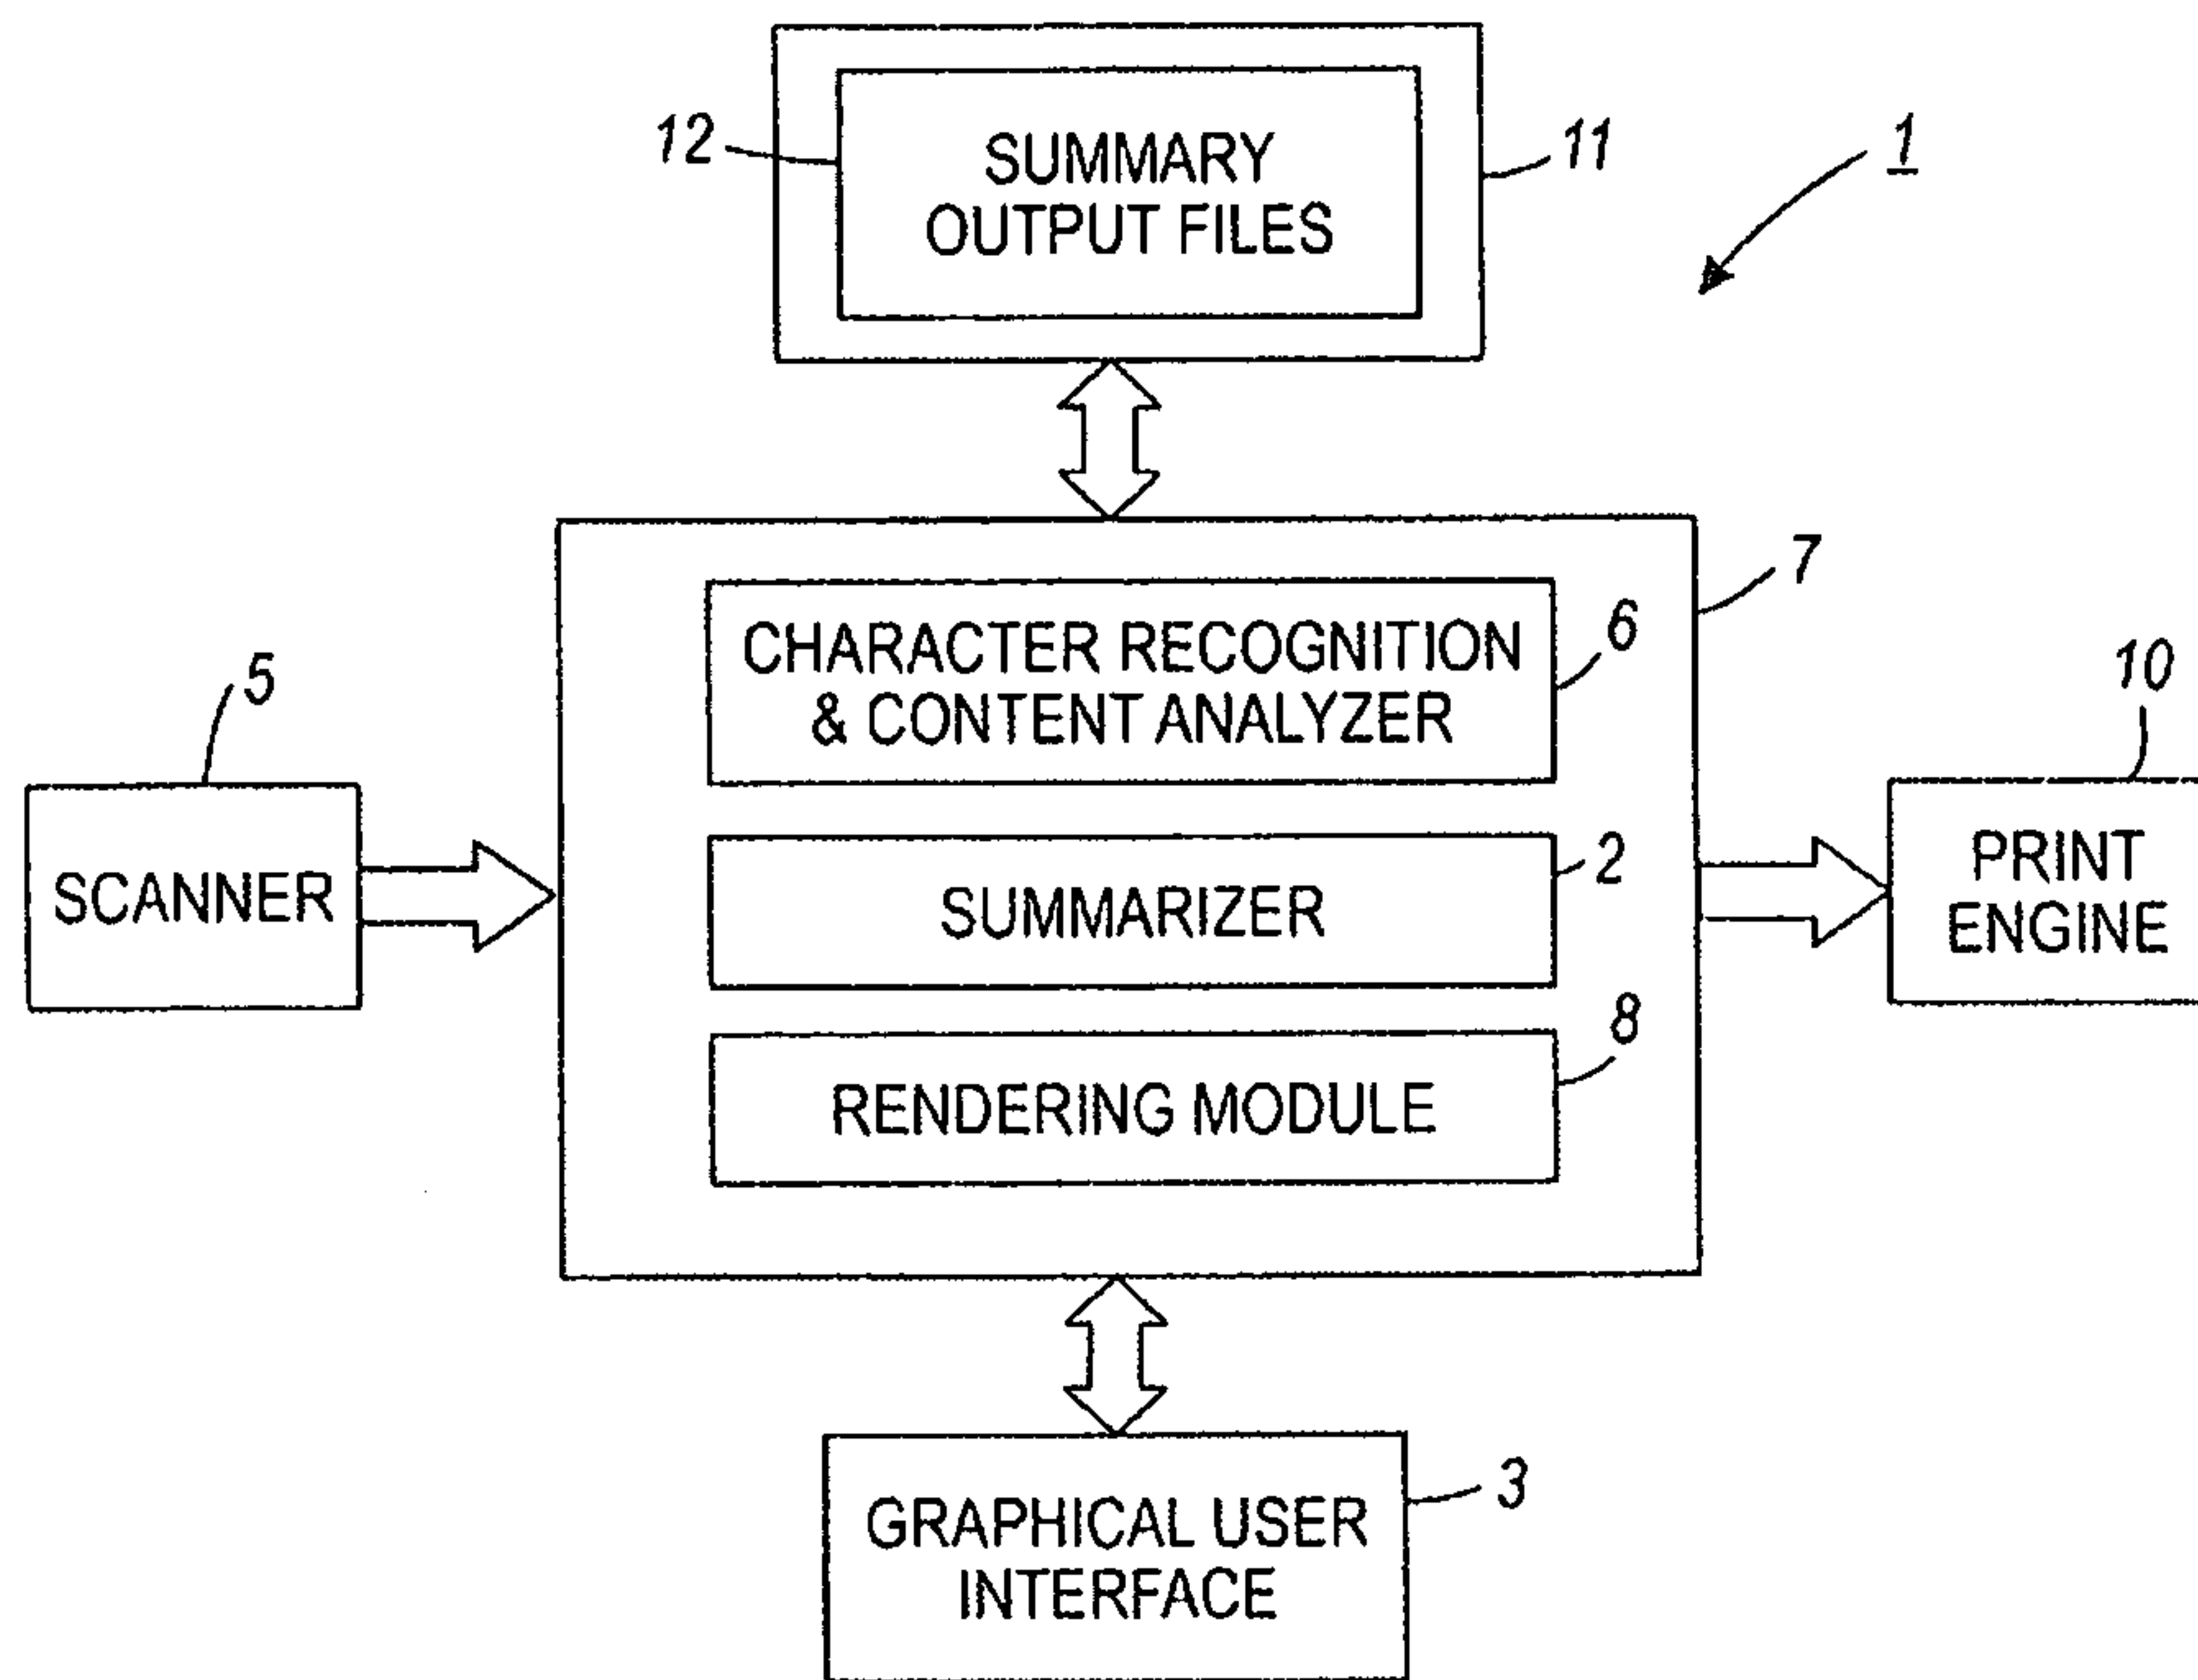 12
SUMMARY
OUTPUT FILES
11
1
7
CHARACTER RECOGNITION
& CONTENT ANALYZER
6
5
SCANNER
SUMMARIZER
2
10
PRINT
ENGINE
RENDERING MODULE
8
GRAPHICAL USER
INTERFACE
3